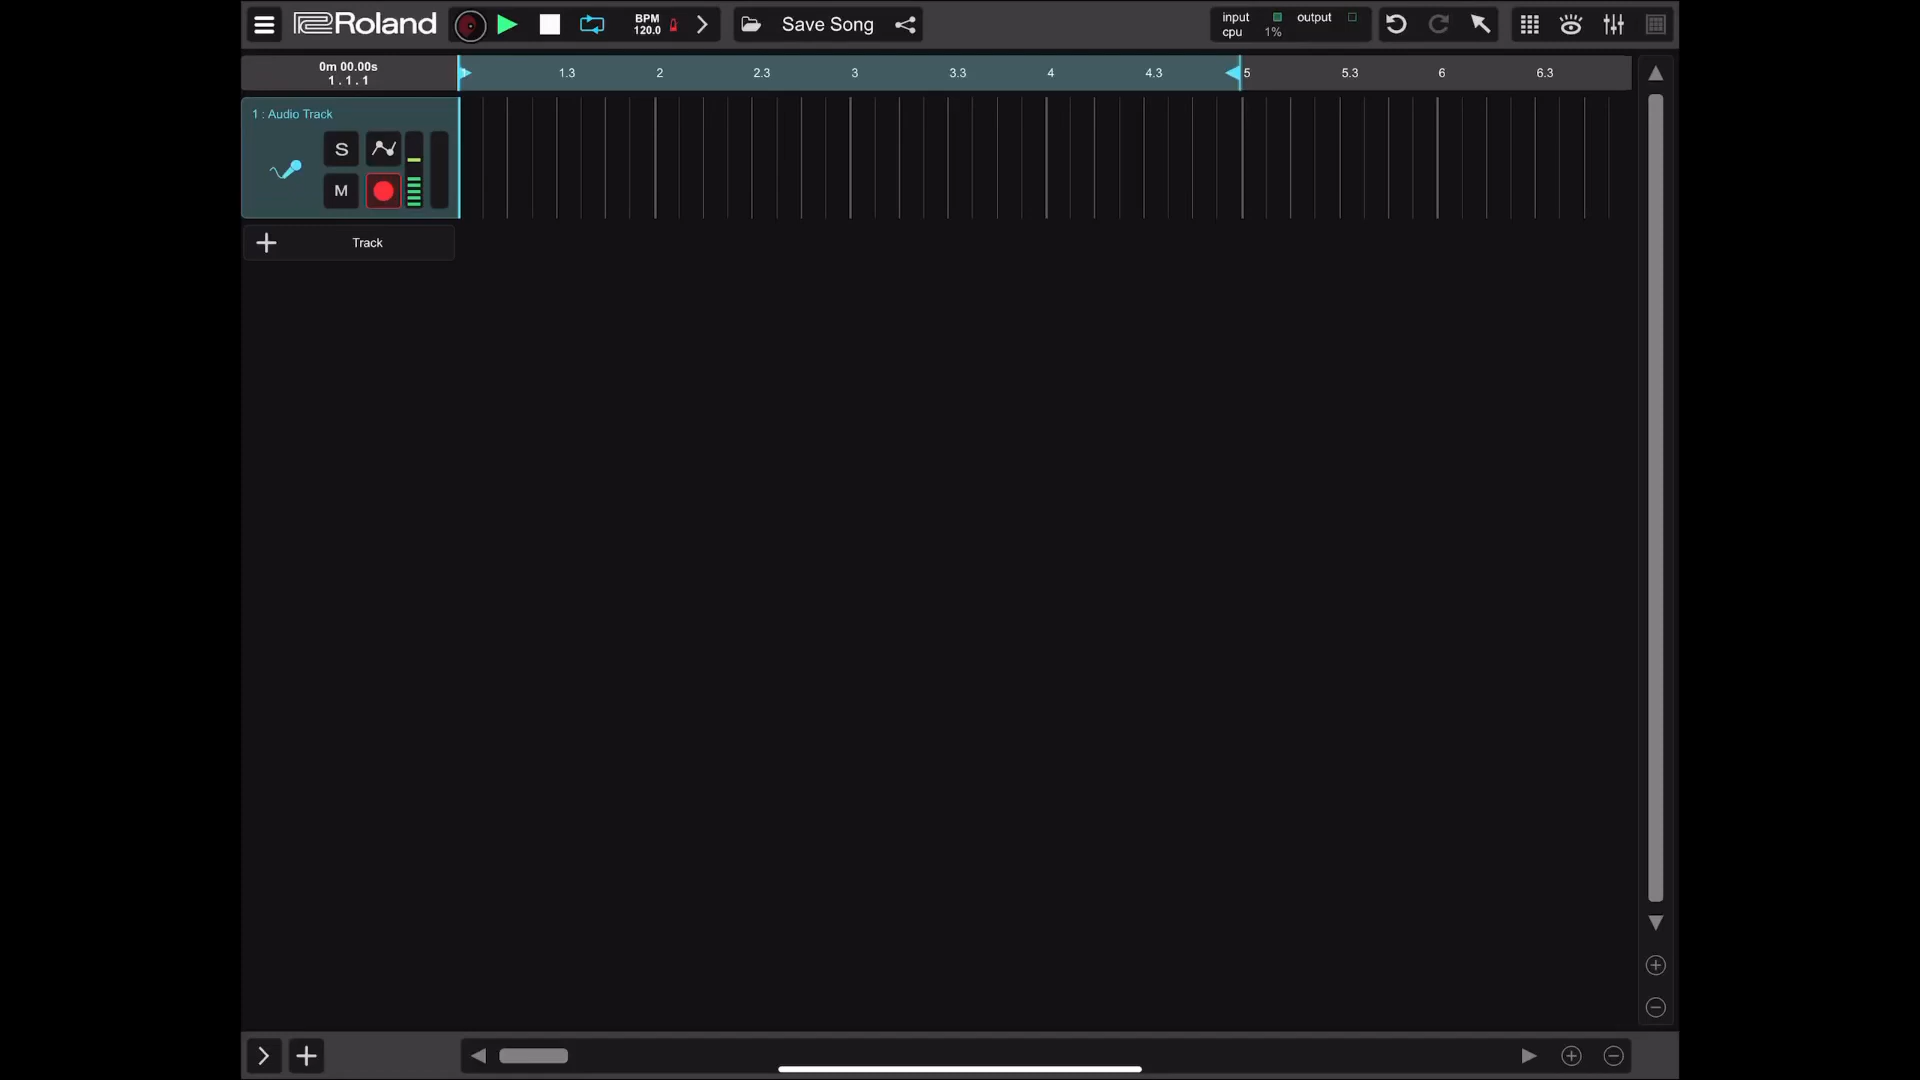 Roland
BPM
120.0
Save Song
input
output
cpu
1%
0m 00.00s
1 . 1 . 1
1.3
2
2.3
3
3.3
4
4.3
5
5.3
6
6.3
1 : Audio Track
S
M
Track